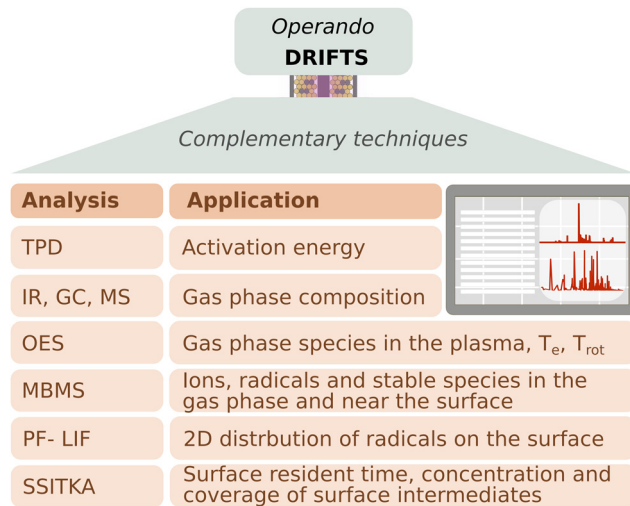 Operando
DRIFTS
Complementary techniques
Analysis Application
TPD Activation energy
IR, GC, MS Gas phase composition
OES Gas phase species in the plasma, Te, Trot
MBMS Ions, radicals and stable species in the
gas phase and near the surface
PF- LIF 2D distrbution of radicals on the surface
SSITKA Surface resident time, concentration and
coverage of surface intermediates